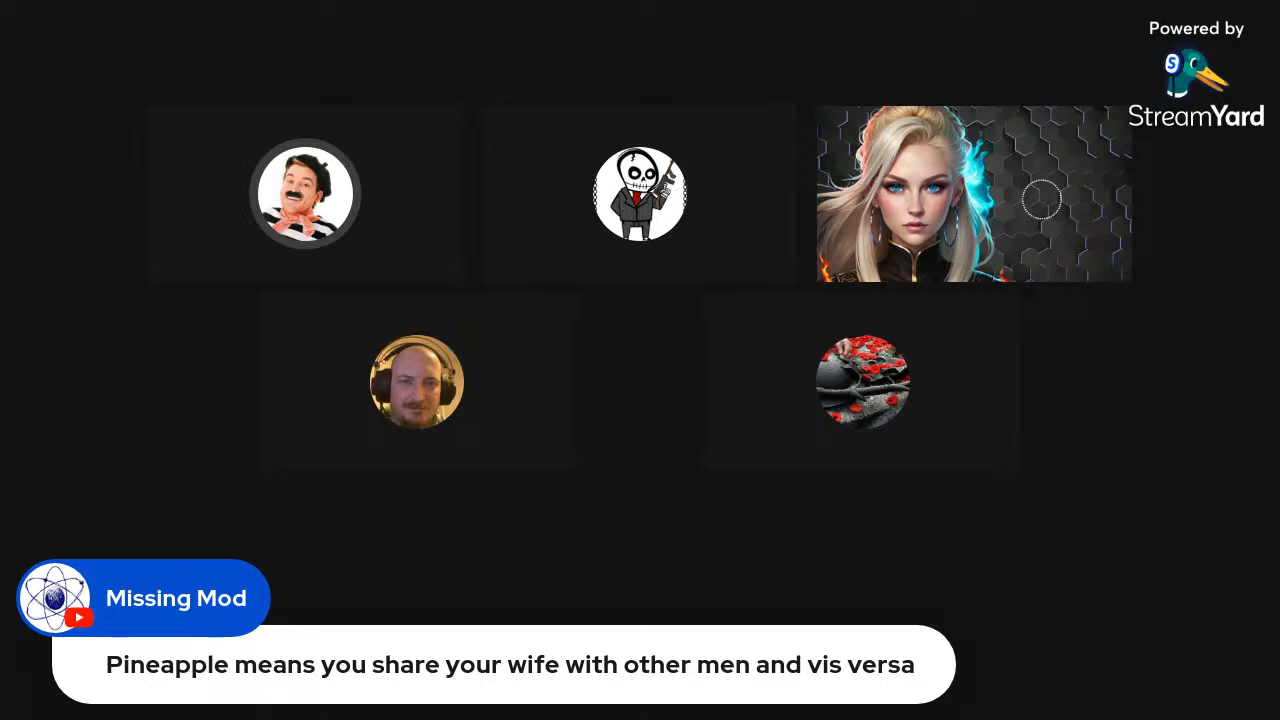 Powered by
S
StreamYard
Missing Mod
Pineapple means you share your wife with other men and vis versa